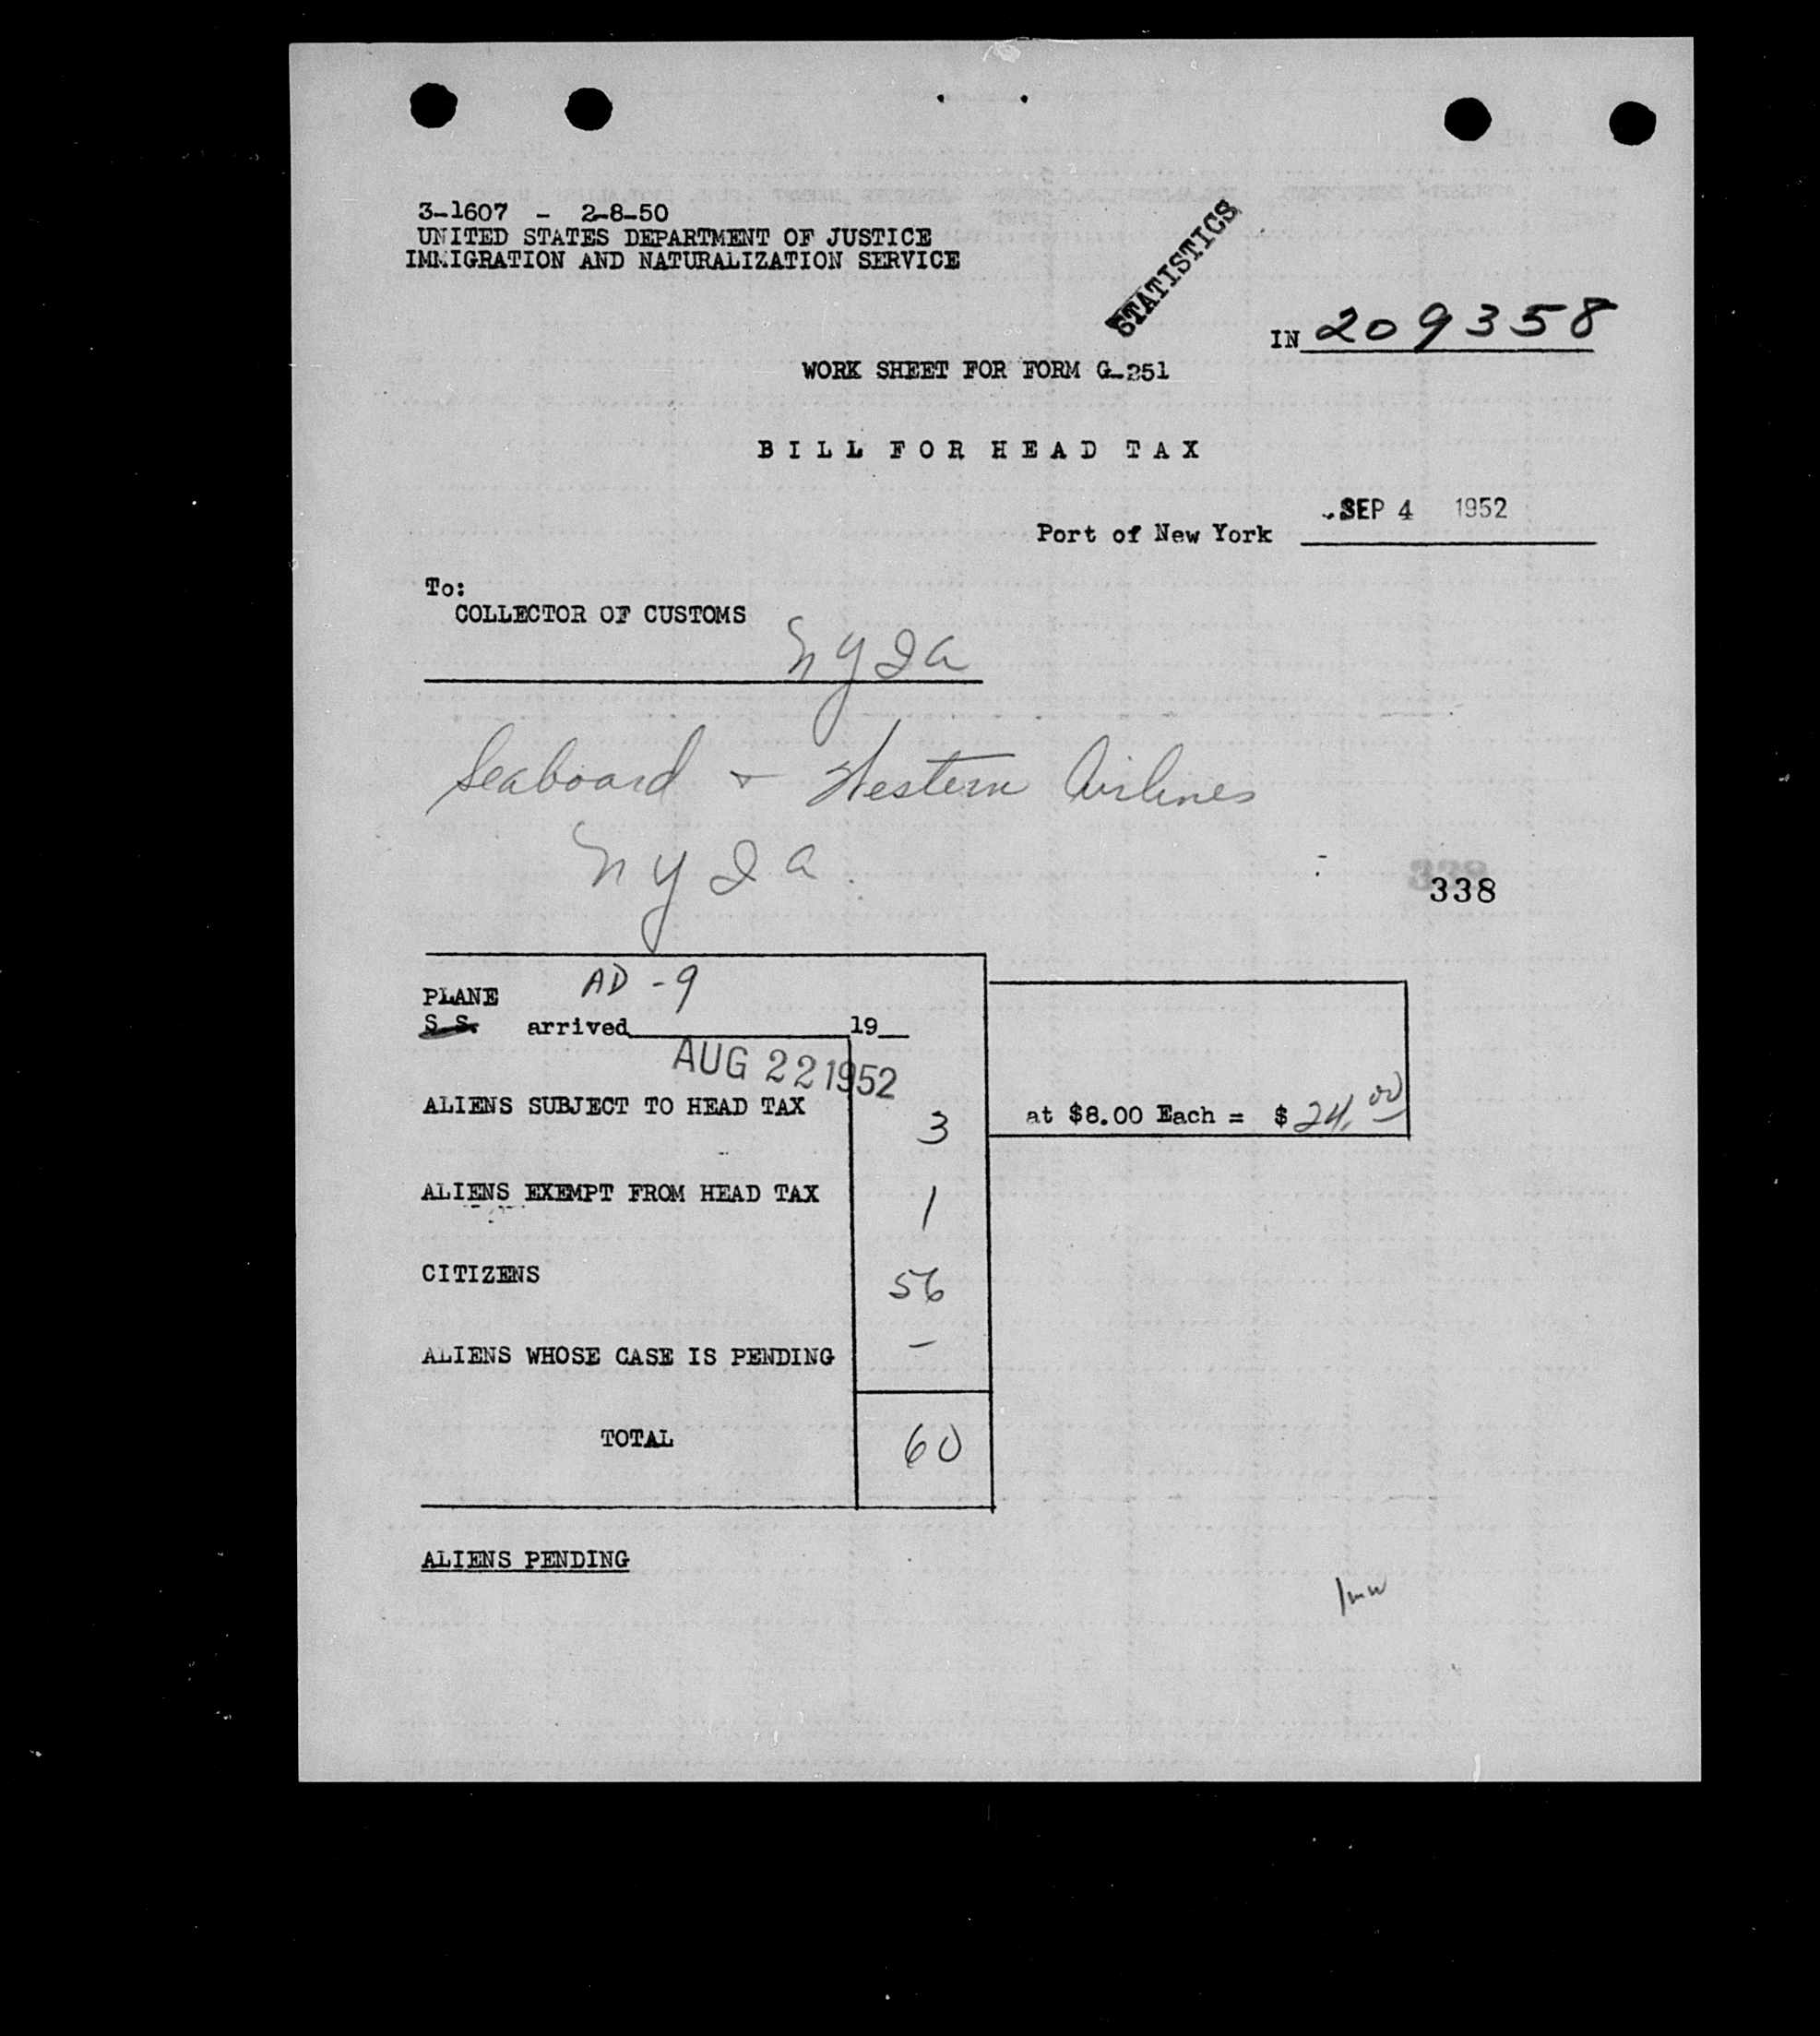 3-1607 - 2-8-50
UNITED STATES DEPARTMENT OF JUSTICE
IMMIGRATION AND NATURALIZATION SERVICE
STATISTICS
IN 209358
WORK SHEET FOR FORM G-251
BILL FOR HEAD TAX
SEP 4 1952
Port of New York
To:
COLLECTOR OF CUSTOMS
NYIA
Seaboard & Western Airlines
NYIA
338
PLANE AD-9
S.S. arrived 19
AUG 22 1952
ALIENS SUBJECT TO HEAD TAX 3 at $8.00 Each = $ 24.00
ALIENS EXEMPT FROM HEAD TAX 1
CITIZENS 56
ALIENS WHOSE CASE IS PENDING –
TOTAL 60
ALIENS PENDING